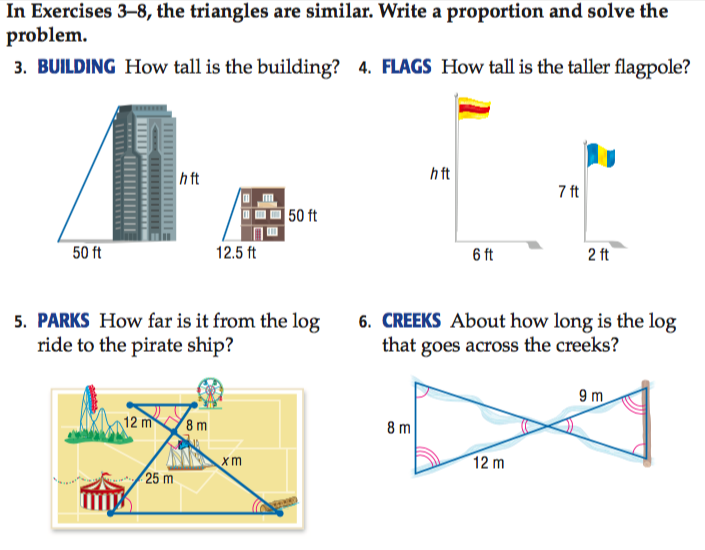 In Exercises 3–8, the triangles are similar. Write a proportion and solve the
problem.
3. BUILDING How tall is the building?
h ft
50 ft
50 ft
12.5 ft
4. FLAGS How tall is the taller flagpole?
h ft
7 ft
6 ft
2 ft
5. PARKS How far is it from the log
ride to the pirate ship?
12 m
8 m
x m
25 m
6. CREEKS About how long is the log
that goes across the creeks?
9 m
8 m
12 m